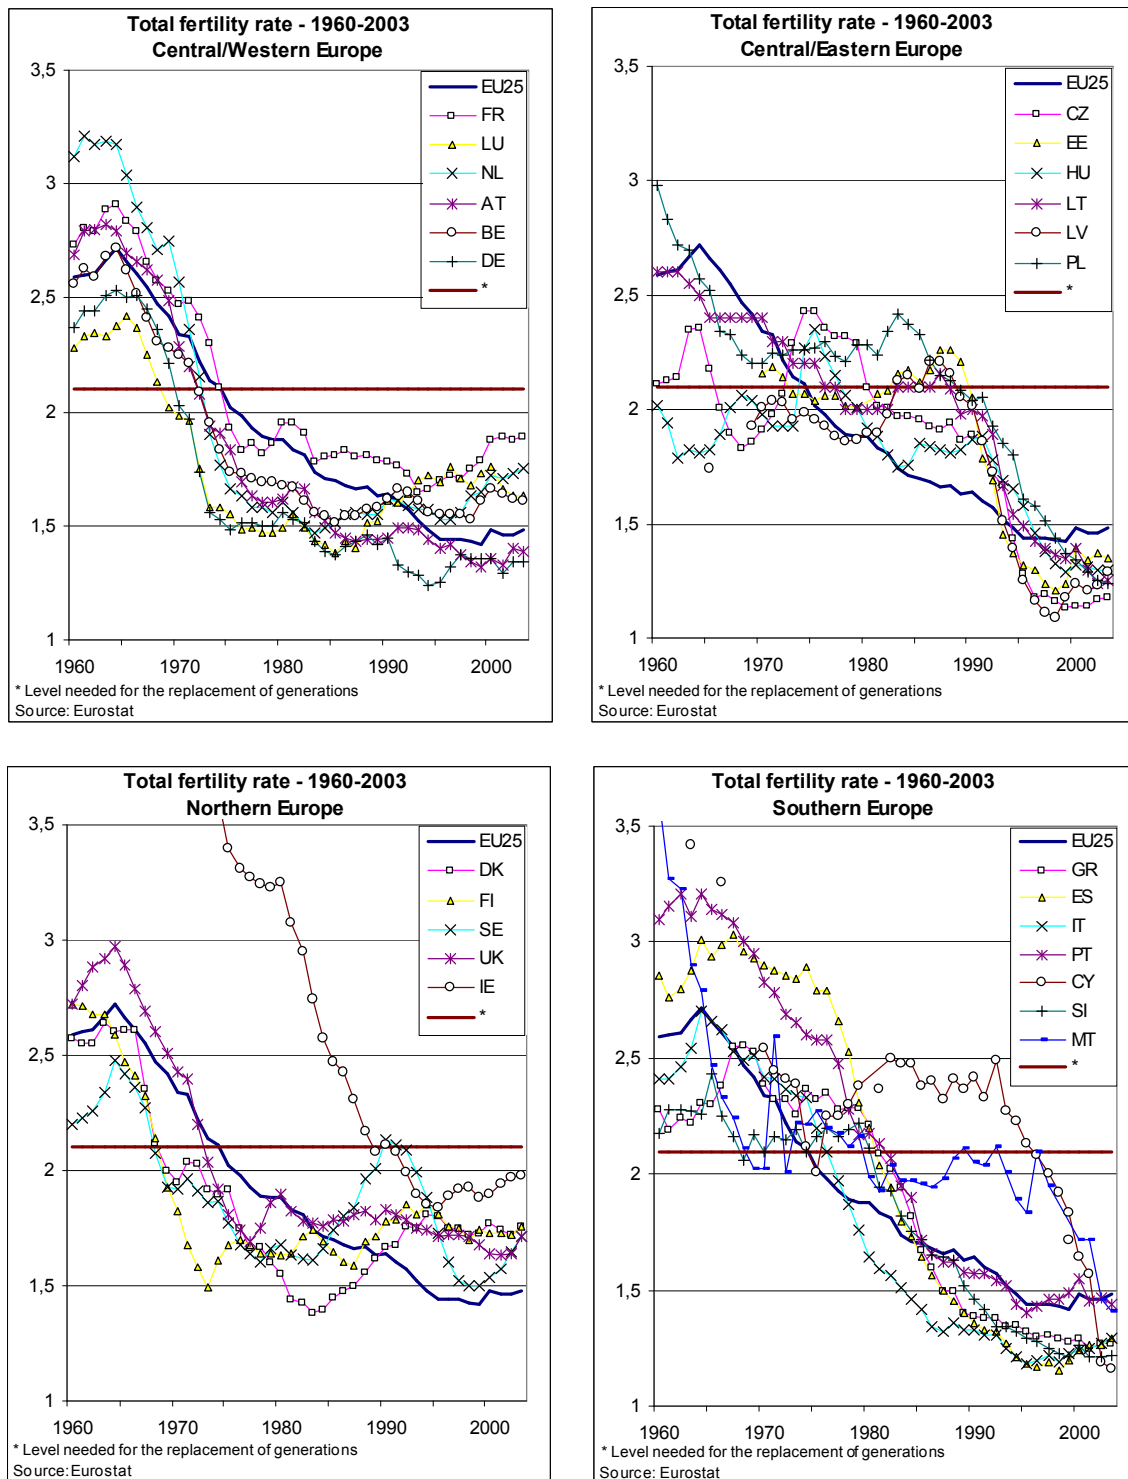 Total fertility rate - 1960-2003
Central/Western Europe
3,5
3
2,5
2
1,5
1
EU25
FR
LU
NL
AT
BE
DE
*
1960
1970
1980
1990
2000
* Level needed for the replacement of generations
Source: Eurostat
Total fertility rate - 1960-2003
Central/Eastern Europe
3,5
3
2,5
2
1,5
1
EU25
CZ
EE
HU
LT
LV
PL
*
1960
1970
1980
1990
2000
* Level needed for the replacement of generations
Source: Eurostat
Total fertility rate - 1960-2003
Northern Europe
3,5
3
2,5
2
1,5
1
EU25
DK
FI
SE
UK
IE
*
1960
1970
1980
1990
2000
* Level needed for the replacement of generations
Source: Eurostat
Total fertility rate - 1960-2003
Southern Europe
3,5
3
2,5
2
1,5
1
EU25
GR
ES
IT
PT
CY
SI
MT
*
1960
1970
1980
1990
2000
* Level needed for the replacement of generations
Source: Eurostat